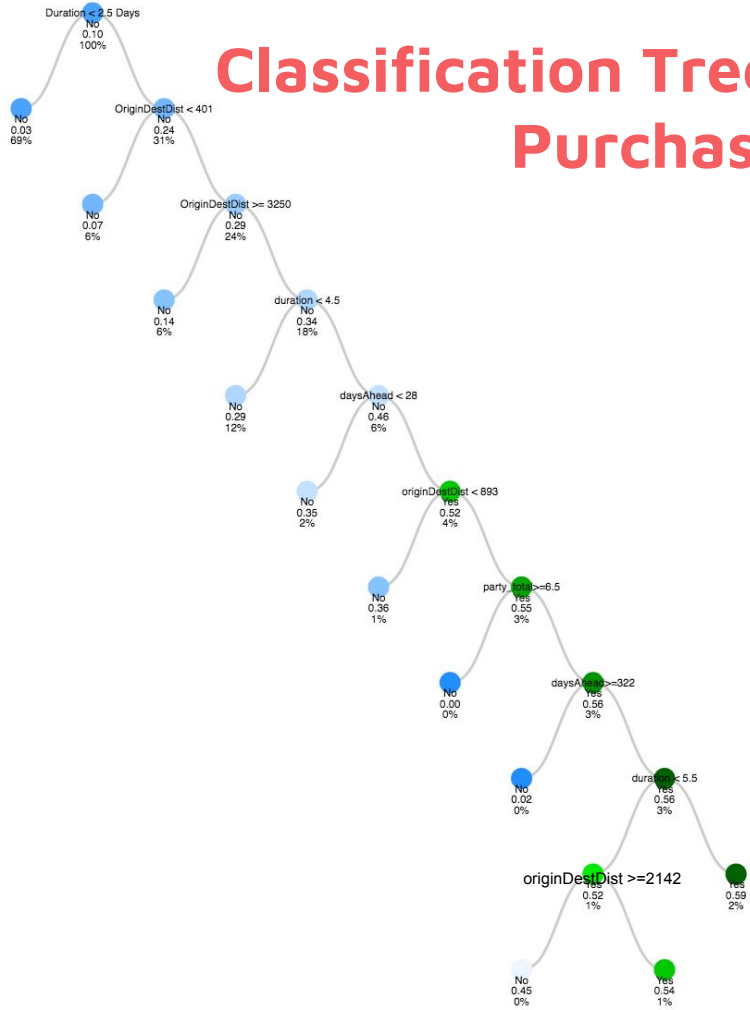 Classification Tree
Purchas
Duration < 2.5 Days
No
0.10
100%
No
0.03
69%
OriginDestDist < 401
No
0.24
31%
No
0.07
6%
OriginDestDist >= 3250
No
0.29
24%
No
0.14
6%
duration < 4.5
No
0.34
18%
No
0.29
12%
daysAhead < 28
No
0.46
6%
No
0.35
2%
originDestDist < 893
Yes
0.52
4%
No
0.36
1%
party_total>=6.5
Yes
0.55
3%
No
0.00
0%
daysAhead>=322
Yes
0.56
3%
No
0.02
0%
duration < 5.5
Yes
0.56
3%
originDestDist >=2142
Yes
0.52
1%
Yes
0.59
2%
No
0.45
0%
Yes
0.54
1%